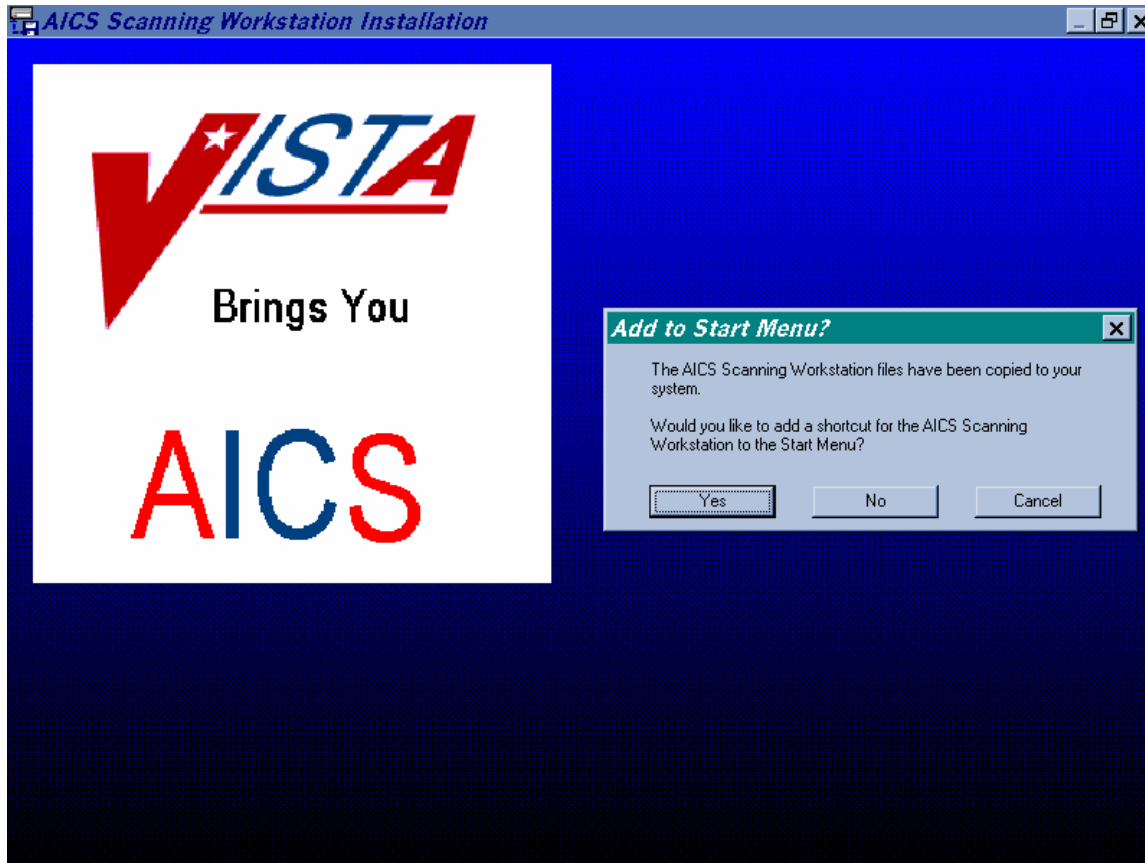 AICS Scanning Workstation Installation
VISTA
Brings You
AICS
Add to Start Menu?
The AICS Scanning Workstation files have been copied to your
system.
Would you like to add a shortcut for the AICS Scanning
Workstation to the Start Menu?
Yes No Cancel